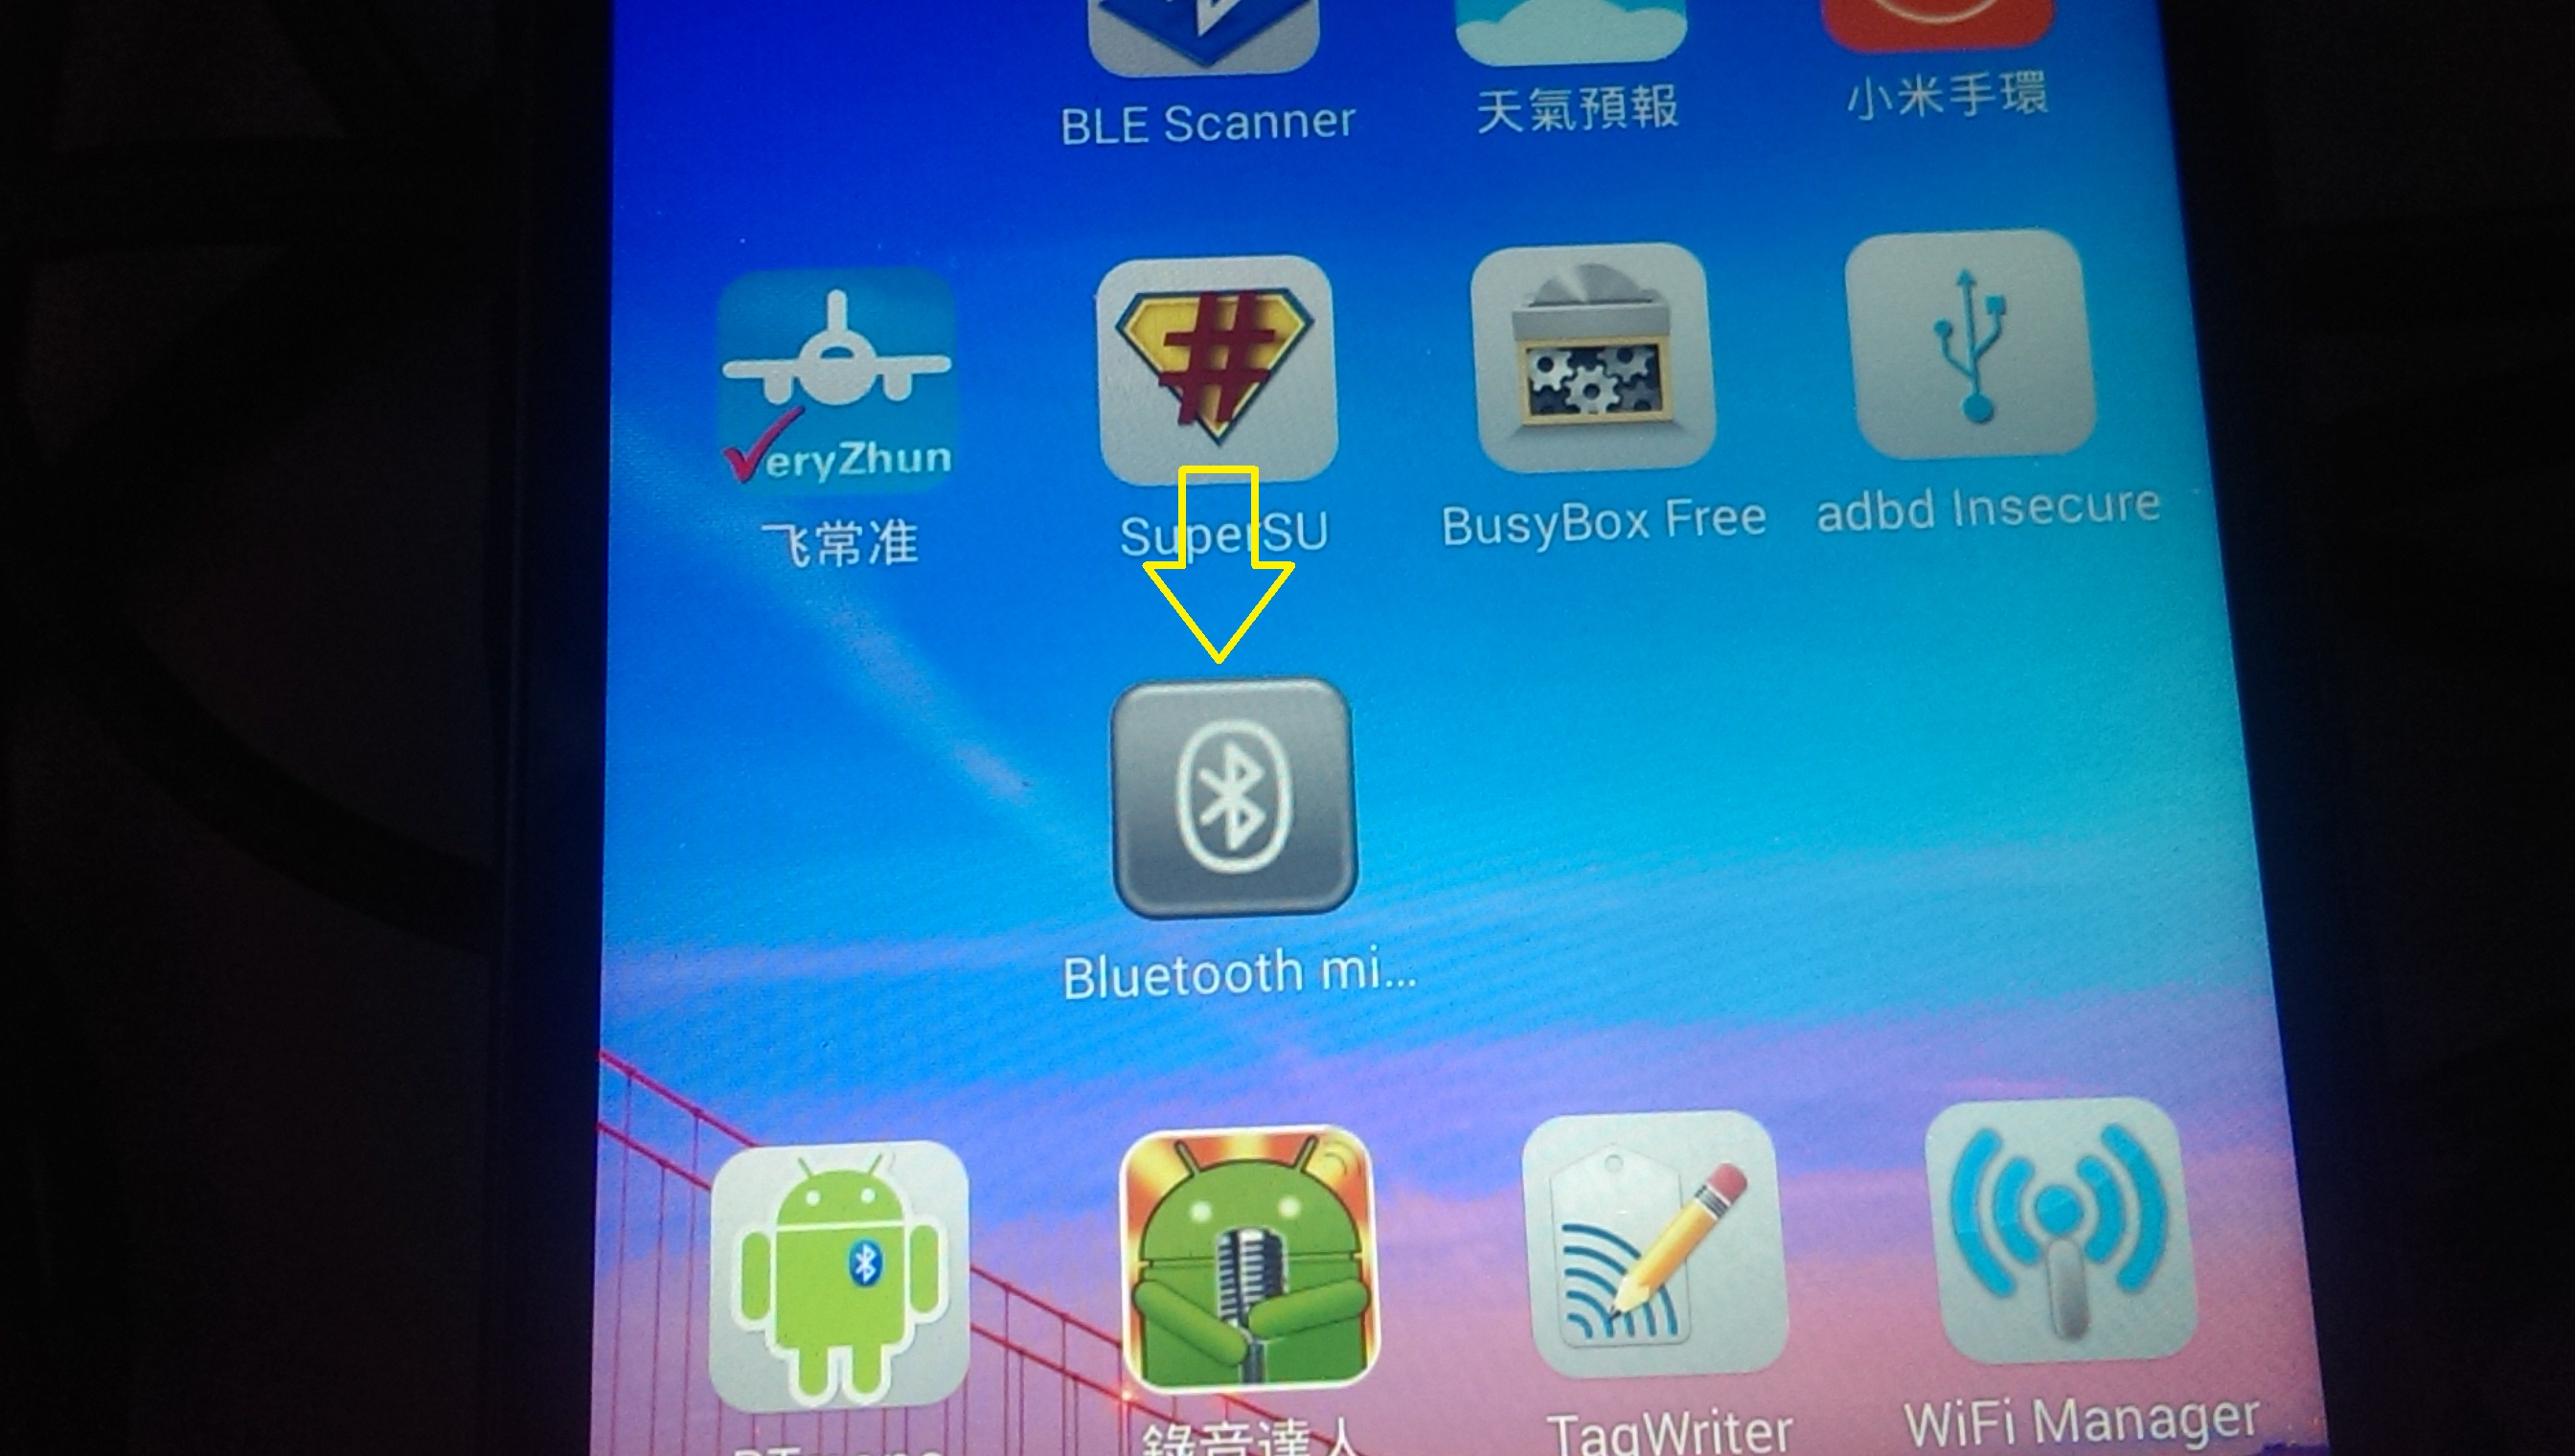 BLE Scanner
天氣預報
小米手環
VeryZhun
飞常准
SuperSU
BusyBox Free
adbd Insecure
Bluetooth mi...
錄音達人
TagWriter
WiFi Manager